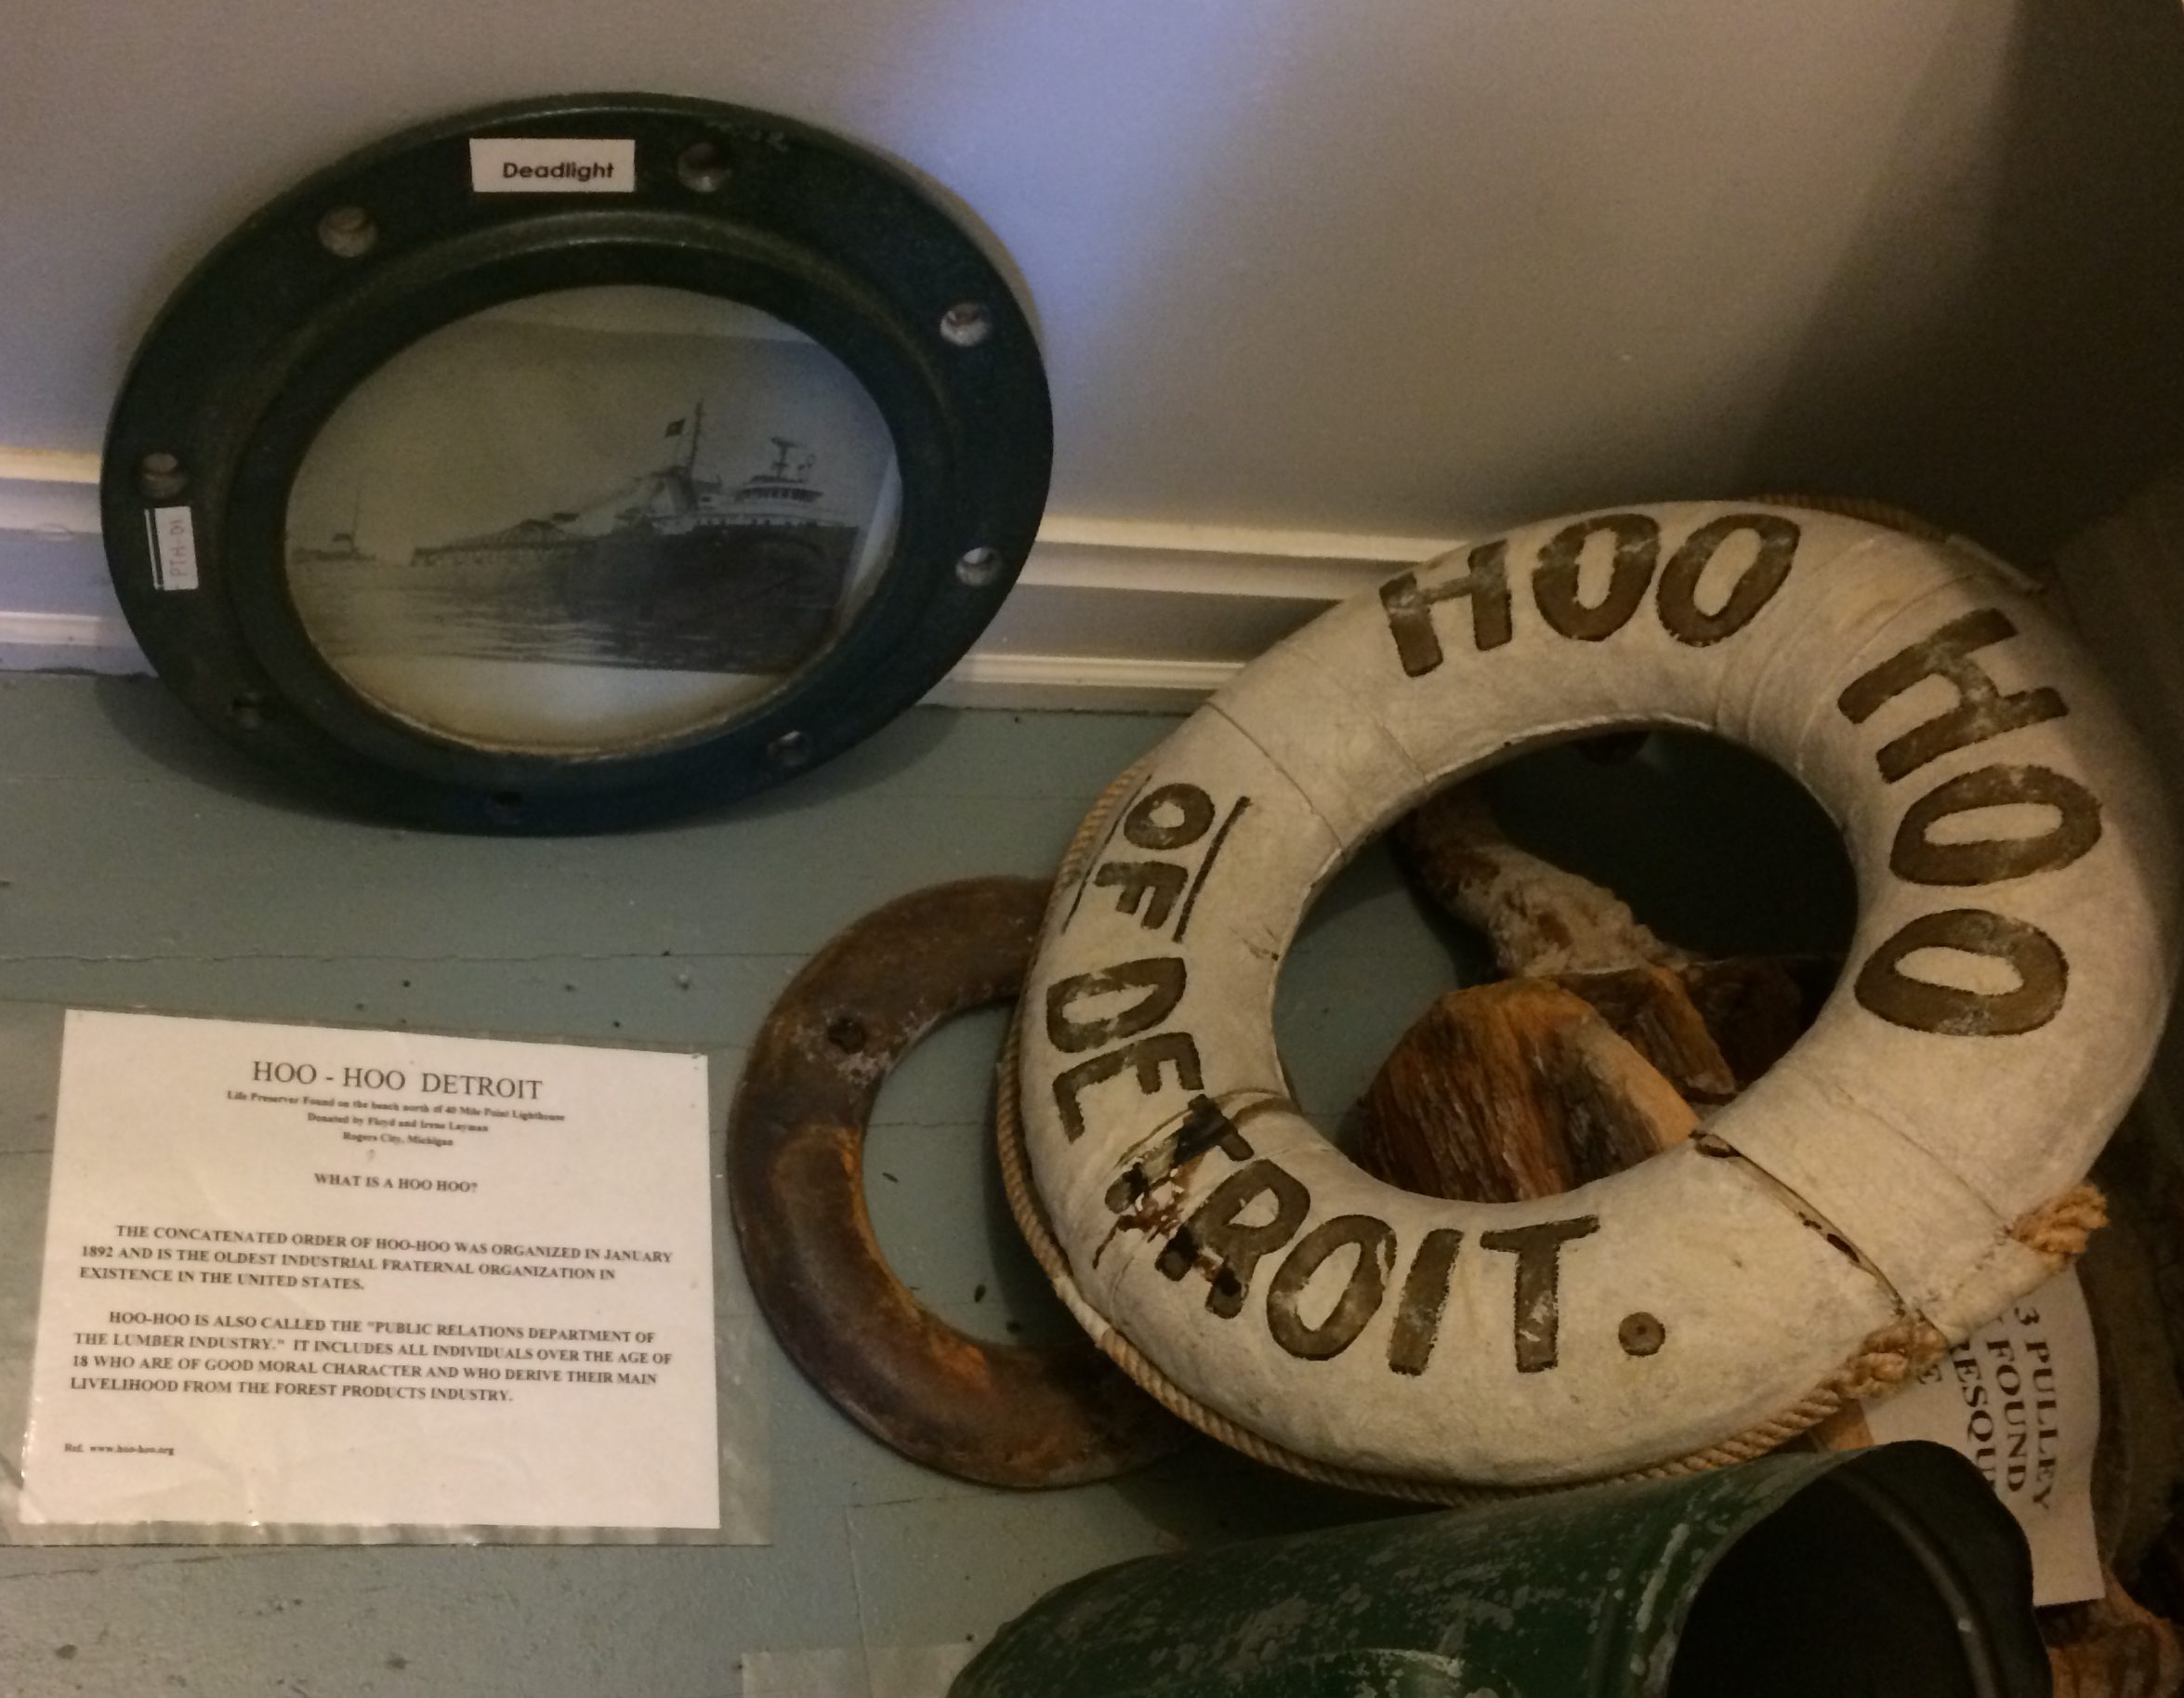 Deadlight
PTH-01
HOO HOO
OF DETROIT.
HOO - HOO DETROIT
Life Preserver Found on the beach north of 40 Mile Point Lighthouse
Donated by Floyd and Irene Layman
Rogers City, Michigan
WHAT IS A HOO HOO?
THE CONCATENATED ORDER OF HOO-HOO WAS ORGANIZED IN JANUARY
1892 AND IS THE OLDEST INDUSTRIAL FRATERNAL ORGANIZATION IN
EXISTENCE IN THE UNITED STATES.
HOO-HOO IS ALSO CALLED THE "PUBLIC RELATIONS DEPARTMENT OF
THE LUMBER INDUSTRY." IT INCLUDES ALL INDIVIDUALS OVER THE AGE OF
18 WHO ARE OF GOOD MORAL CHARACTER AND WHO DERIVE THEIR MAIN
LIVELIHOOD FROM THE FOREST PRODUCTS INDUSTRY.
Ref. www.hoo-hoo.org
3 PULLEY
FOUND